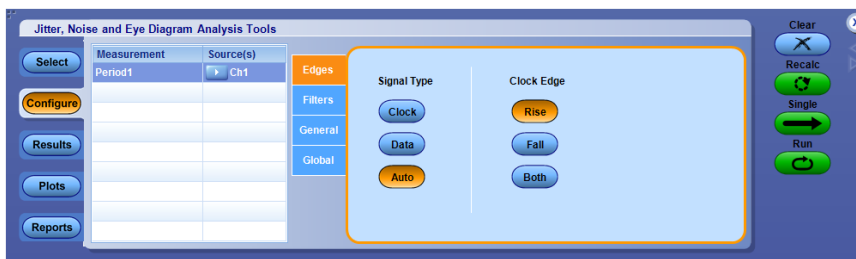 Jitter, Noise and Eye Diagram Analysis Tools
Clear
Select
Measurement Source(s)
Period1 Ch1
Edges
Signal Type
Clock Edge
Recalc
Configure
Filters
Clock
Rise
Single
General
Results
Data
Fall
Run
Global
Plots
Auto
Both
Reports